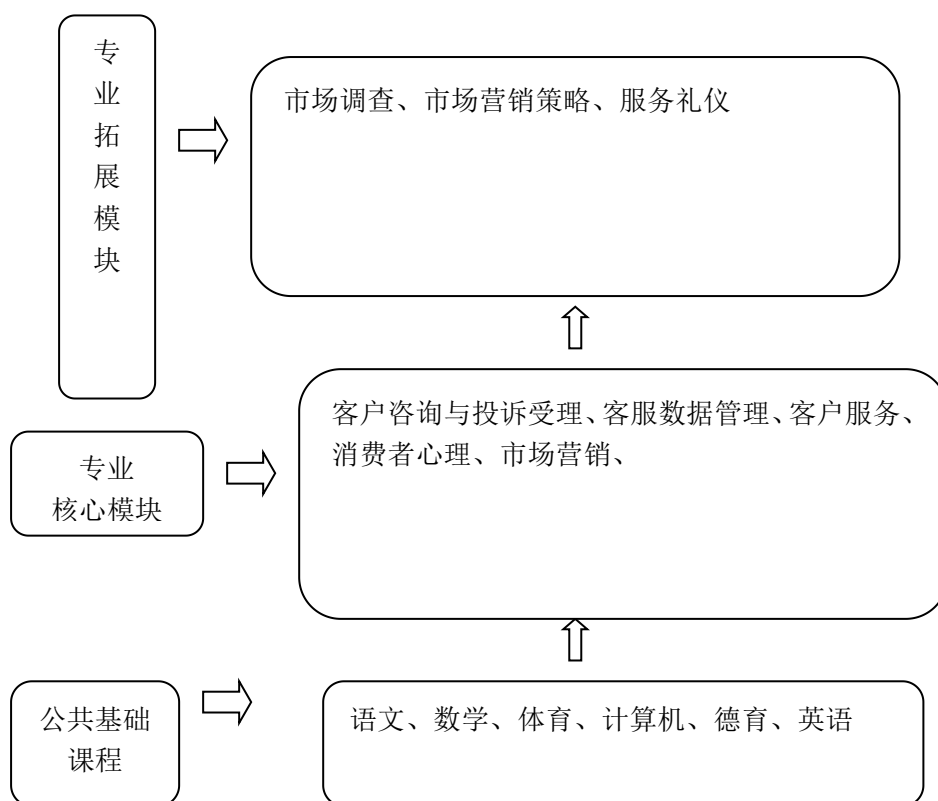 专
业
拓
展
模
块
市场调查、市场营销策略、服务礼仪
专业
核心模块
客户咨询与投诉受理、客服数据管理、客户服务、
消费者心理、市场营销、
公共基础
课程
语文、数学、体育、计算机、德育、英语